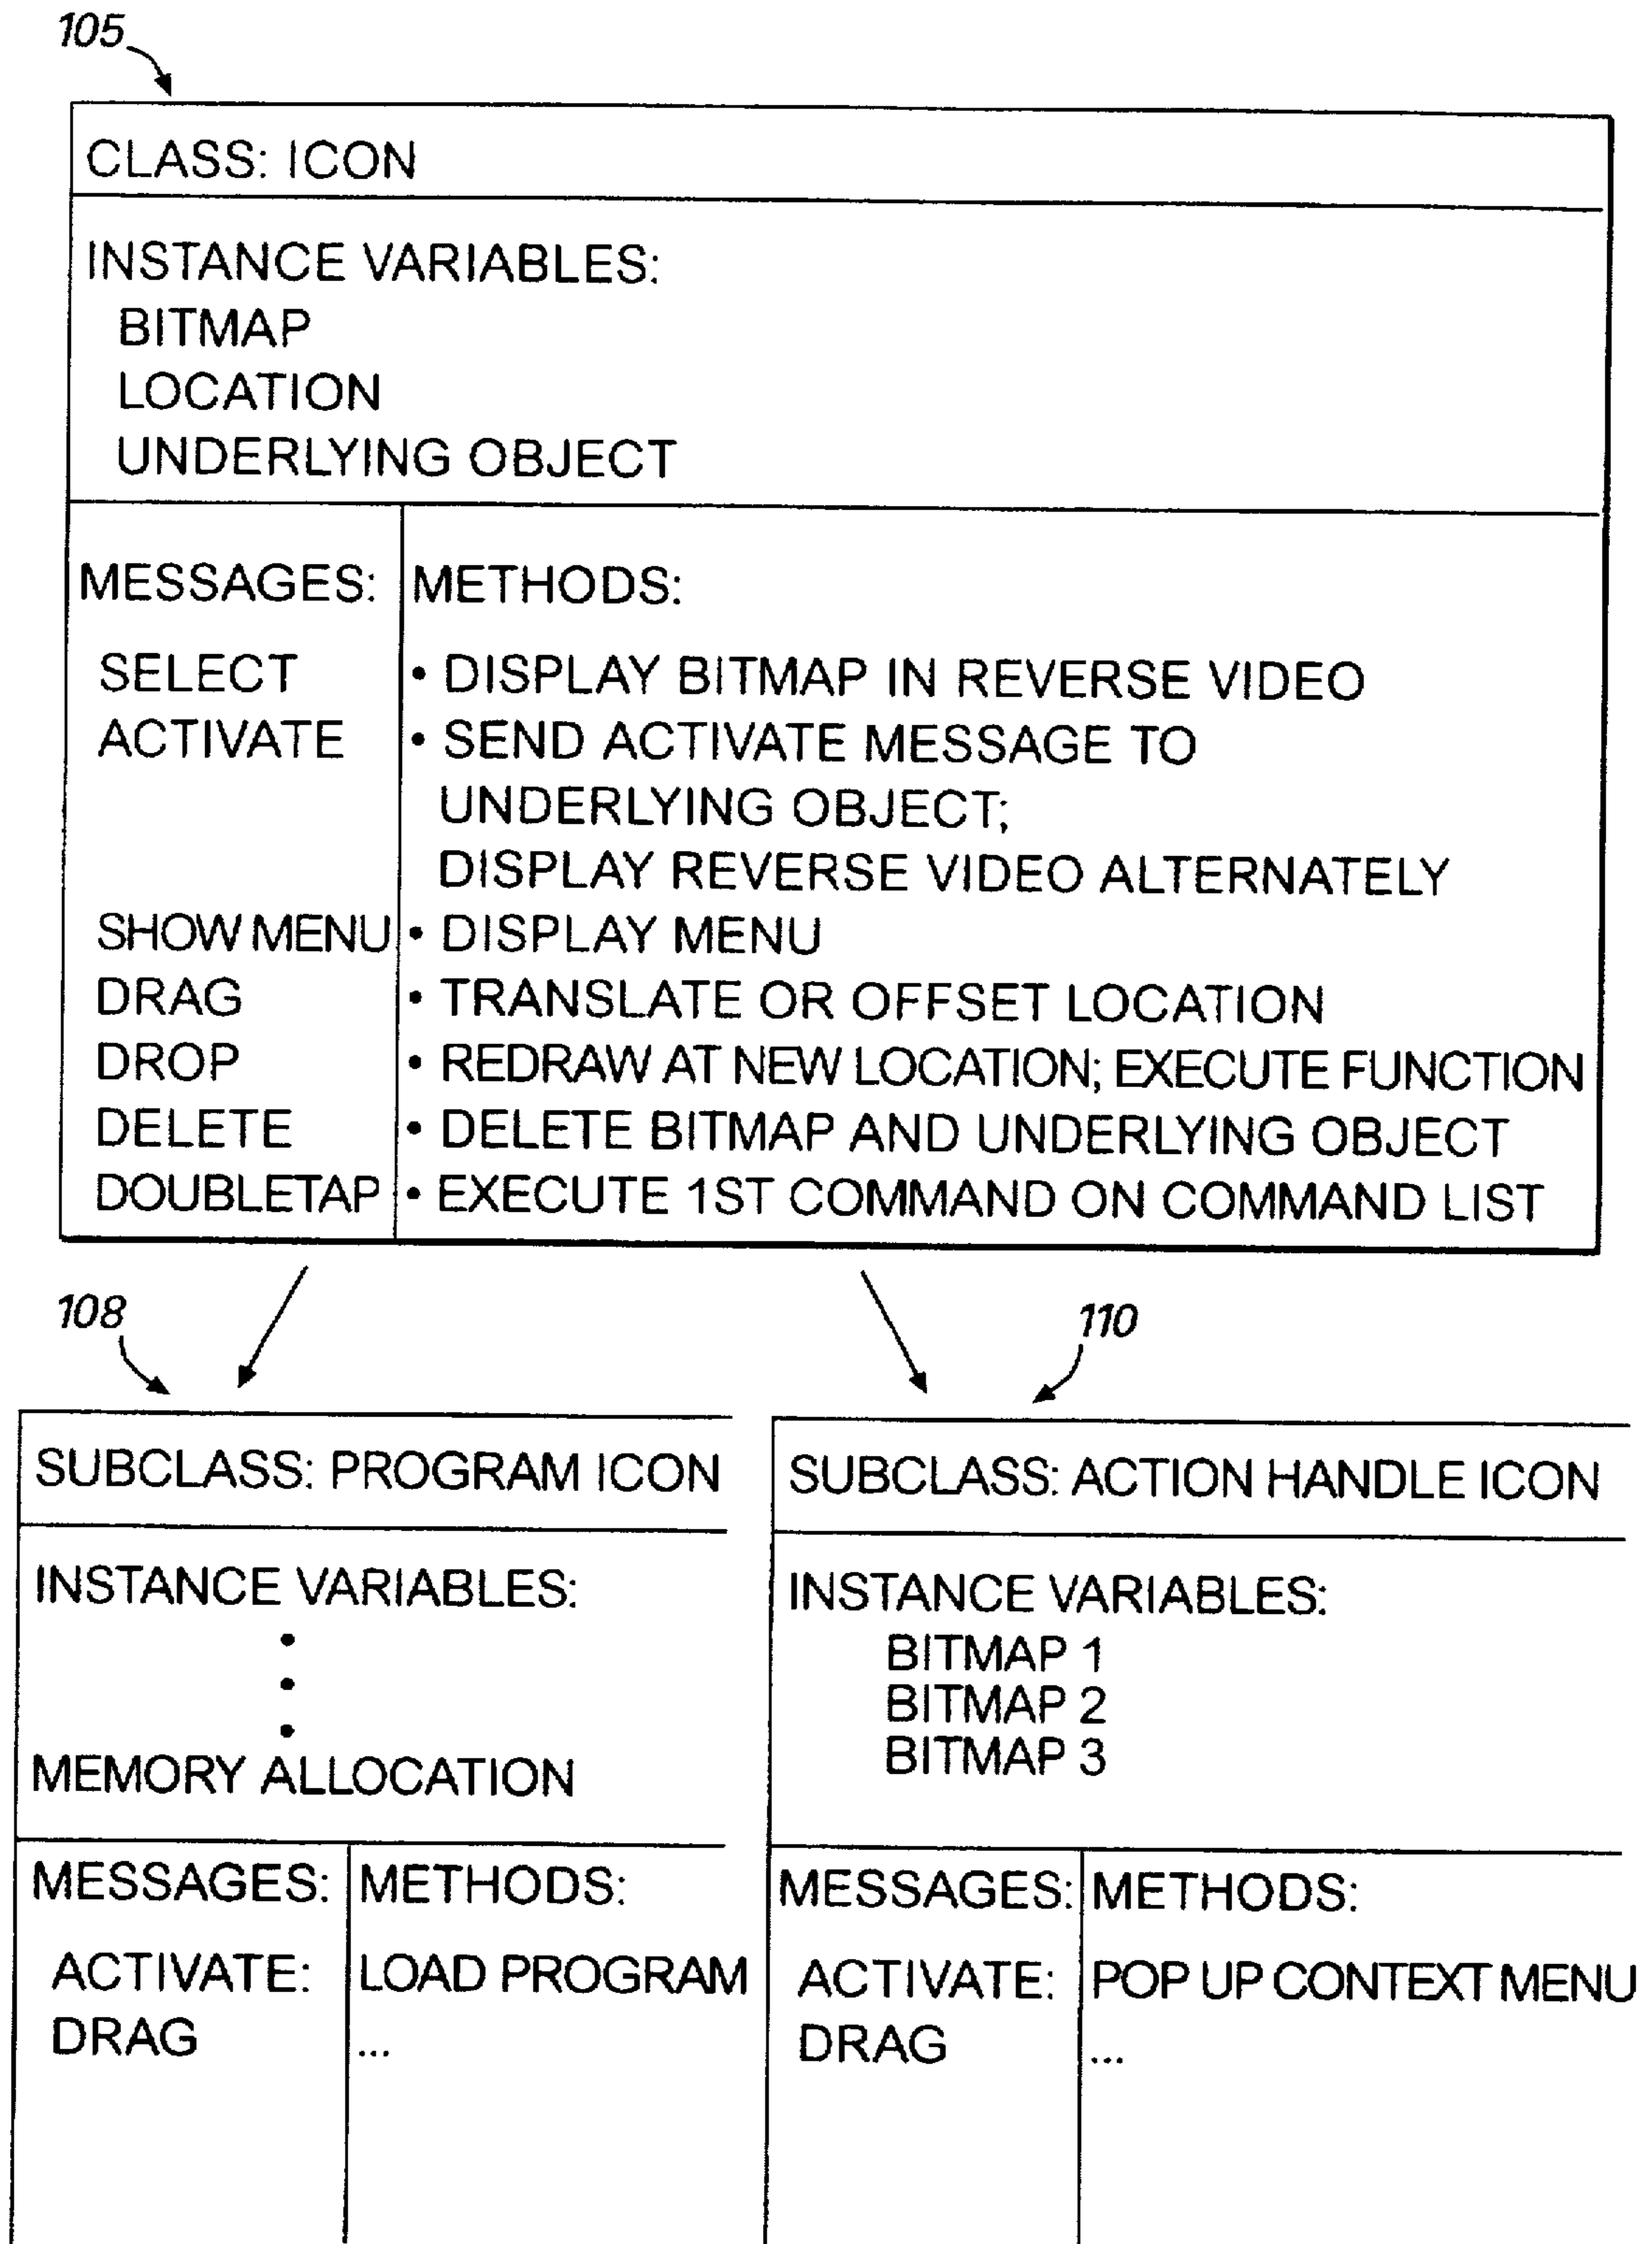 105
CLASS: ICON
INSTANCE VARIABLES:
BITMAP
LOCATION
UNDERLYING OBJECT
MESSAGES: METHODS:
SELECT • DISPLAY BITMAP IN REVERSE VIDEO
ACTIVATE • SEND ACTIVATE MESSAGE TO
UNDERLYING OBJECT;
DISPLAY REVERSE VIDEO ALTERNATELY
SHOW MENU • DISPLAY MENU
DRAG • TRANSLATE OR OFFSET LOCATION
DROP • REDRAW AT NEW LOCATION; EXECUTE FUNCTION
DELETE • DELETE BITMAP AND UNDERLYING OBJECT
DOUBLETAP • EXECUTE 1ST COMMAND ON COMMAND LIST
108
SUBCLASS: PROGRAM ICON
INSTANCE VARIABLES:
•
•
•
MEMORY ALLOCATION
MESSAGES: METHODS:
ACTIVATE: LOAD PROGRAM
DRAG ...
110
SUBCLASS: ACTION HANDLE ICON
INSTANCE VARIABLES:
BITMAP 1
BITMAP 2
BITMAP 3
MESSAGES: METHODS:
ACTIVATE: POP UP CONTEXT MENU
DRAG ...